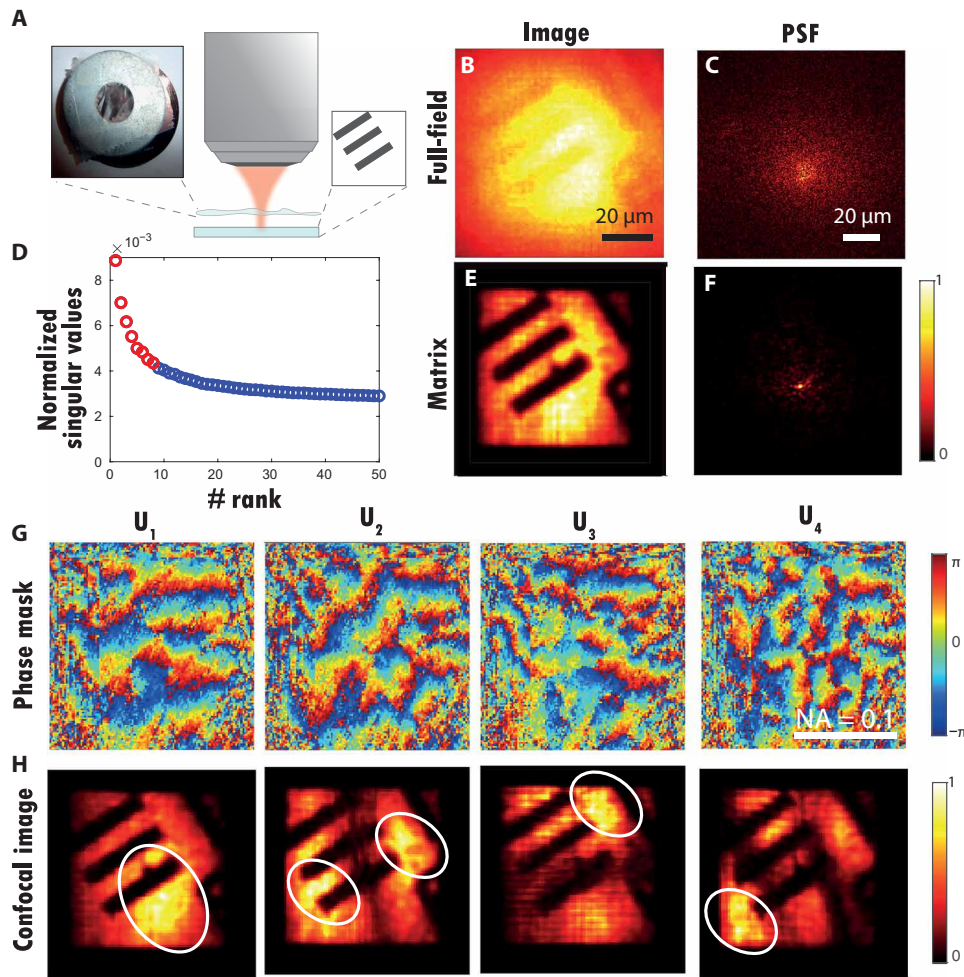 A
Image
PSF
Full-field
B
20 μm
C
20 μm
D
× 10⁻³
8
6
4
2
0
0
10
20
30
40
50
Normalized
singular values
# rank
Matrix
E
F
1
0
G
U₁
U₂
U₃
U₄
Phase mask
NA = 0.1
π
0
−π
H
Confocal image
1
0